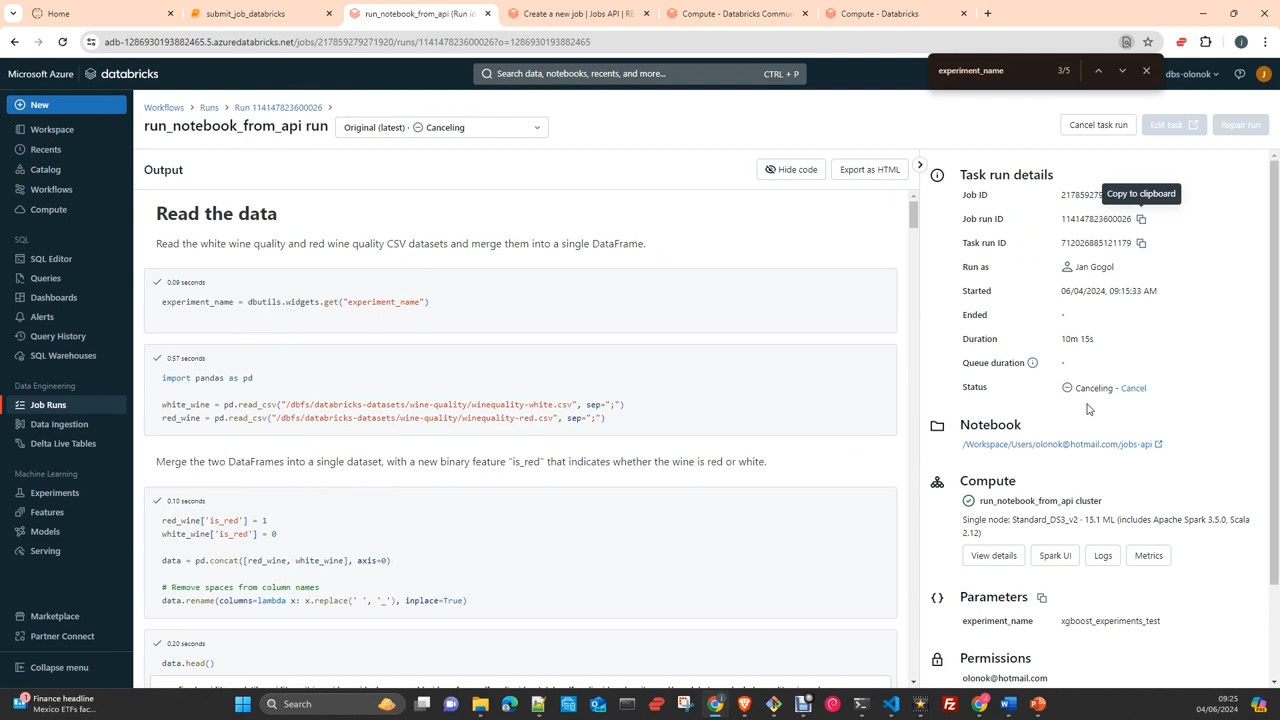 Home
submit_job_databricks
run_notebook_from_api (Run id
Create a new job | Jobs API | RE
Compute - Databricks Commun
Compute - Databricks
adb-1286930193882465.5.azuredatabricks.net/jobs/217859279271920/runs/114147823600026?o=1286930193882465
experiment_name
3/5
Microsoft Azure
databricks
Search data, notebooks, recents, and more...
CTRL + P
dbs-olonok
J
New
Workspace
Recents
Catalog
Workflows
Compute
SQL
SQL Editor
Queries
Dashboards
Alerts
Query History
SQL Warehouses
Data Engineering
Job Runs
Data Ingestion
Delta Live Tables
Machine Learning
Experiments
Features
Models
Serving
Marketplace
Partner Connect
Collapse menu
Workflows > Runs > Run 114147823600026 >
run_notebook_from_api run
Original (latest) · Canceling
Cancel task run
Edit task
Repair run
Output
Hide code
Export as HTML
Read the data
Read the white wine quality and red wine quality CSV datasets and merge them into a single DataFrame.
0.09 seconds
experiment_name = dbutils.widgets.get("experiment_name")
0.57 seconds
import pandas as pd
white_wine = pd.read_csv("/dbfs/databricks-datasets/wine-quality/winequality-white.csv", sep=";")
red_wine = pd.read_csv("/dbfs/databricks-datasets/wine-quality/winequality-red.csv", sep=";")
Merge the two DataFrames into a single dataset, with a new binary feature "is_red" that indicates whether the wine is red or white.
0.10 seconds
red_wine['is_red'] = 1
white_wine['is_red'] = 0
data = pd.concat([red_wine, white_wine], axis=0)
# Remove spaces from column names
data.rename(columns=lambda x: x.replace(' ', '_'), inplace=True)
0.20 seconds
data.head()
Task run details
Job ID
2178592
Copy to clipboard
Job run ID
114147823600026
Task run ID
712026885121179
Run as
Jan Gogol
Started
06/04/2024, 09:15:33 AM
Ended
-
Duration
10m 15s
Queue duration
-
Status
Canceling - Cancel
Notebook
/Workspace/Users/olonok@hotmail.com/jobs-api
Compute
run_notebook_from_api cluster
Single node: Standard_DS3_v2 · 15.1 ML (includes Apache Spark 3.5.0, Scala
2.12)
View details
Spark UI
Logs
Metrics
Parameters
experiment_name
xgboost_experiments_test
Permissions
olonok@hotmail.com
Finance headline
Mexico ETFs fac...
Search
09:25
04/06/2024